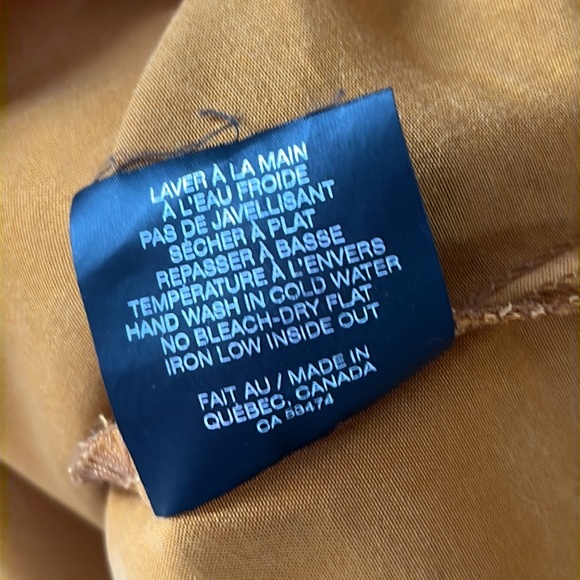 LAVER À LA MAIN
À L'EAU FROIDE
PAS DE JAVELLISANT
SÉCHER À PLAT
REPASSER À BASSE
TEMPÉRATURE À L'ENVERS
HAND WASH IN COLD WATER
NO BLEACH-DRY FLAT
IRON LOW INSIDE OUT
FAIT AU / MADE IN
QUÉBEC, CANADA
CA